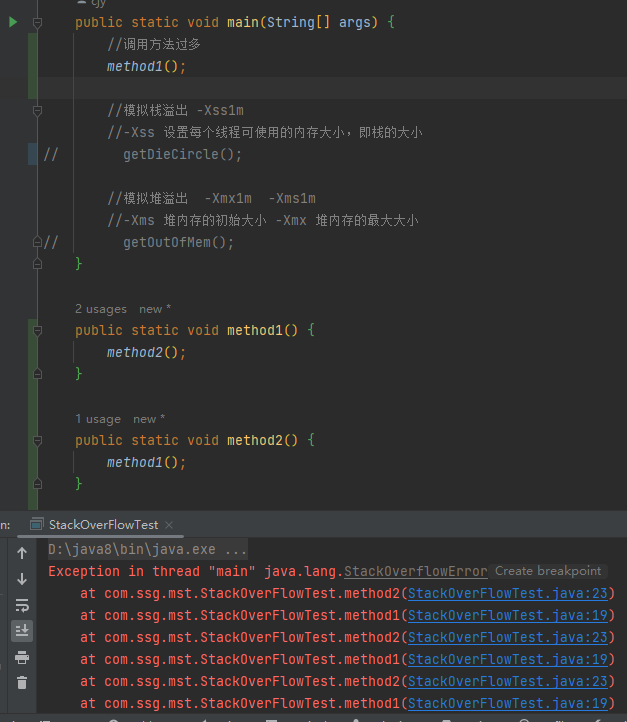 cjy
public static void main(String[] args) {
//调用方法过多
method1();
//模拟栈溢出 -Xss1m
//-Xss 设置每个线程可使用的内存大小，即栈的大小
// getDieCircle();
//模拟堆溢出  -Xmx1m  -Xms1m
//-Xms 堆内存的初始大小 -Xmx 堆内存的最大大小
// getOutOfMem();
}
2 usages new *
public static void method1() {
method2();
}
1 usage new *
public static void method2() {
method1();
}
n: StackOverFlowTest ×
D:\java8\bin\java.exe ...
Exception in thread "main" java.lang.StackOverflowError Create breakpoint
at com.ssg.mst.StackOverFlowTest.method2(StackOverFlowTest.java:23)
at com.ssg.mst.StackOverFlowTest.method1(StackOverFlowTest.java:19)
at com.ssg.mst.StackOverFlowTest.method2(StackOverFlowTest.java:23)
at com.ssg.mst.StackOverFlowTest.method1(StackOverFlowTest.java:19)
at com.ssg.mst.StackOverFlowTest.method2(StackOverFlowTest.java:23)
at com.ssg.mst.StackOverFlowTest.method1(StackOverFlowTest.java:19)